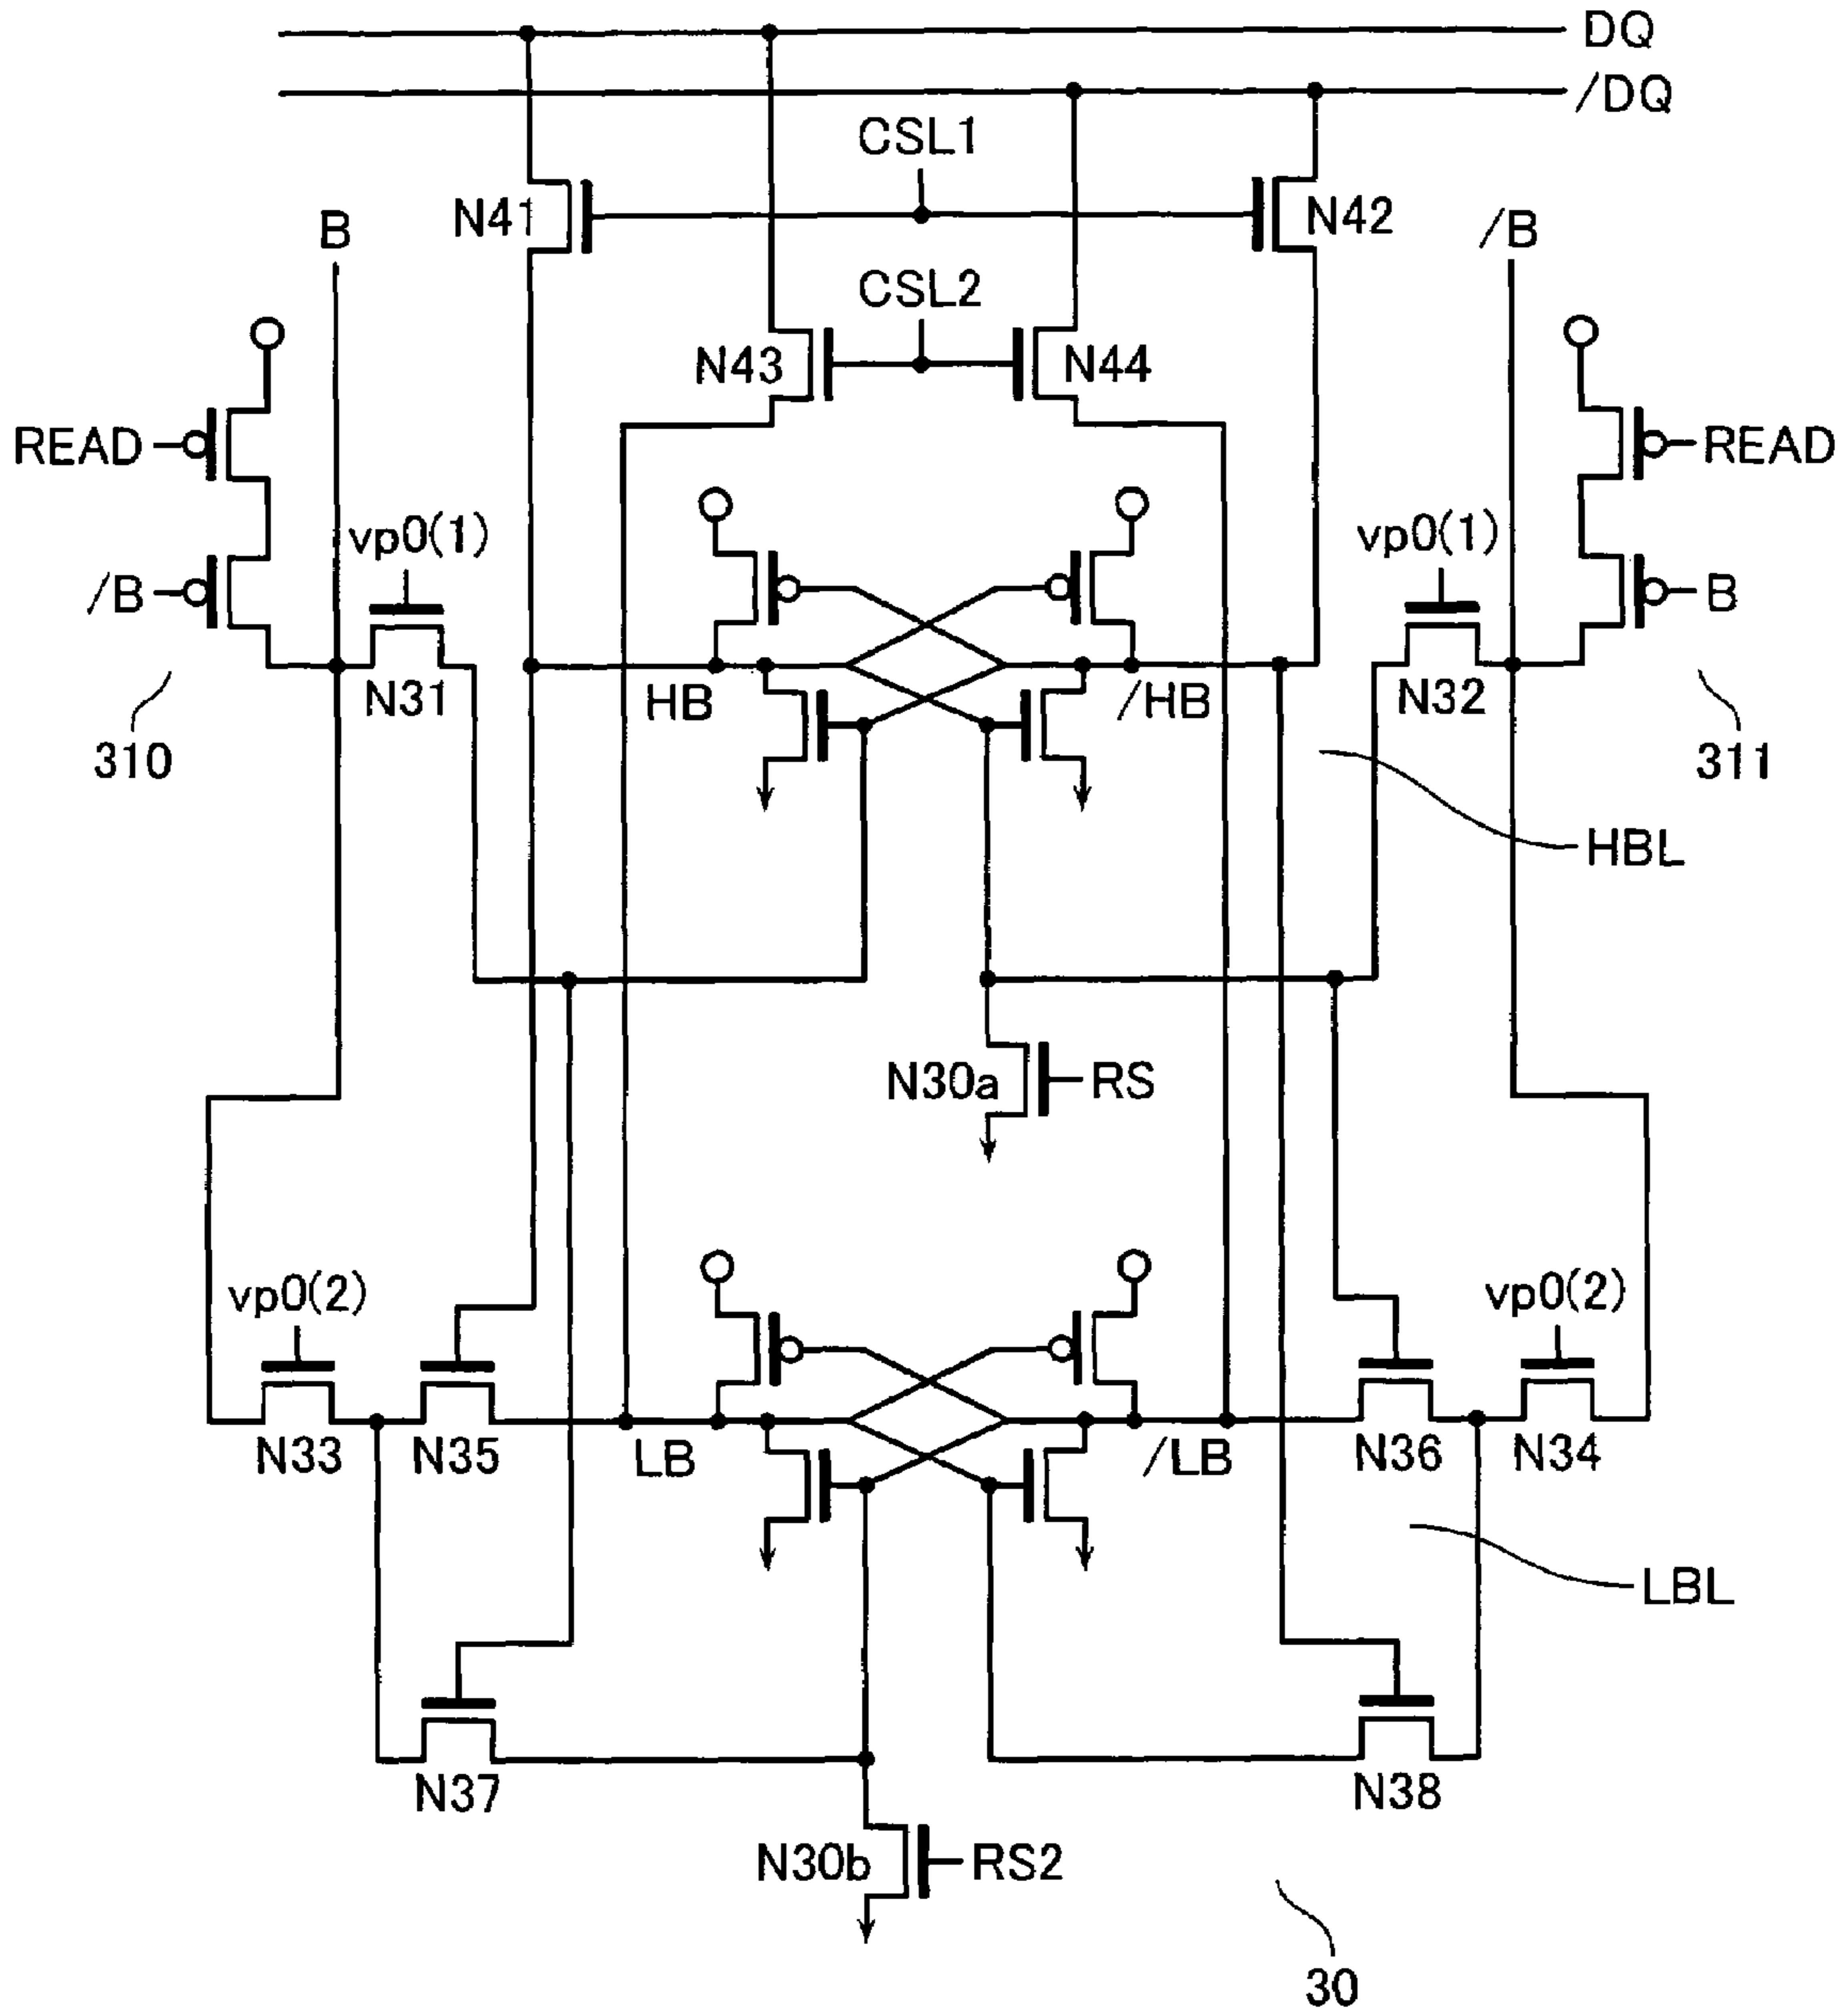 DQ
/DQ
CSL1
N41
N42
B
/B
CSL2
N43
N44
READ
READ
vp0(1)
vp0(1)
/B
B
N31
HB
/HB
N32
310
311
HBL
N30a
RS
vp0(2)
vp0(2)
N33
N35
LB
/LB
N36
N34
LBL
N37
N38
N30b
RS2
30